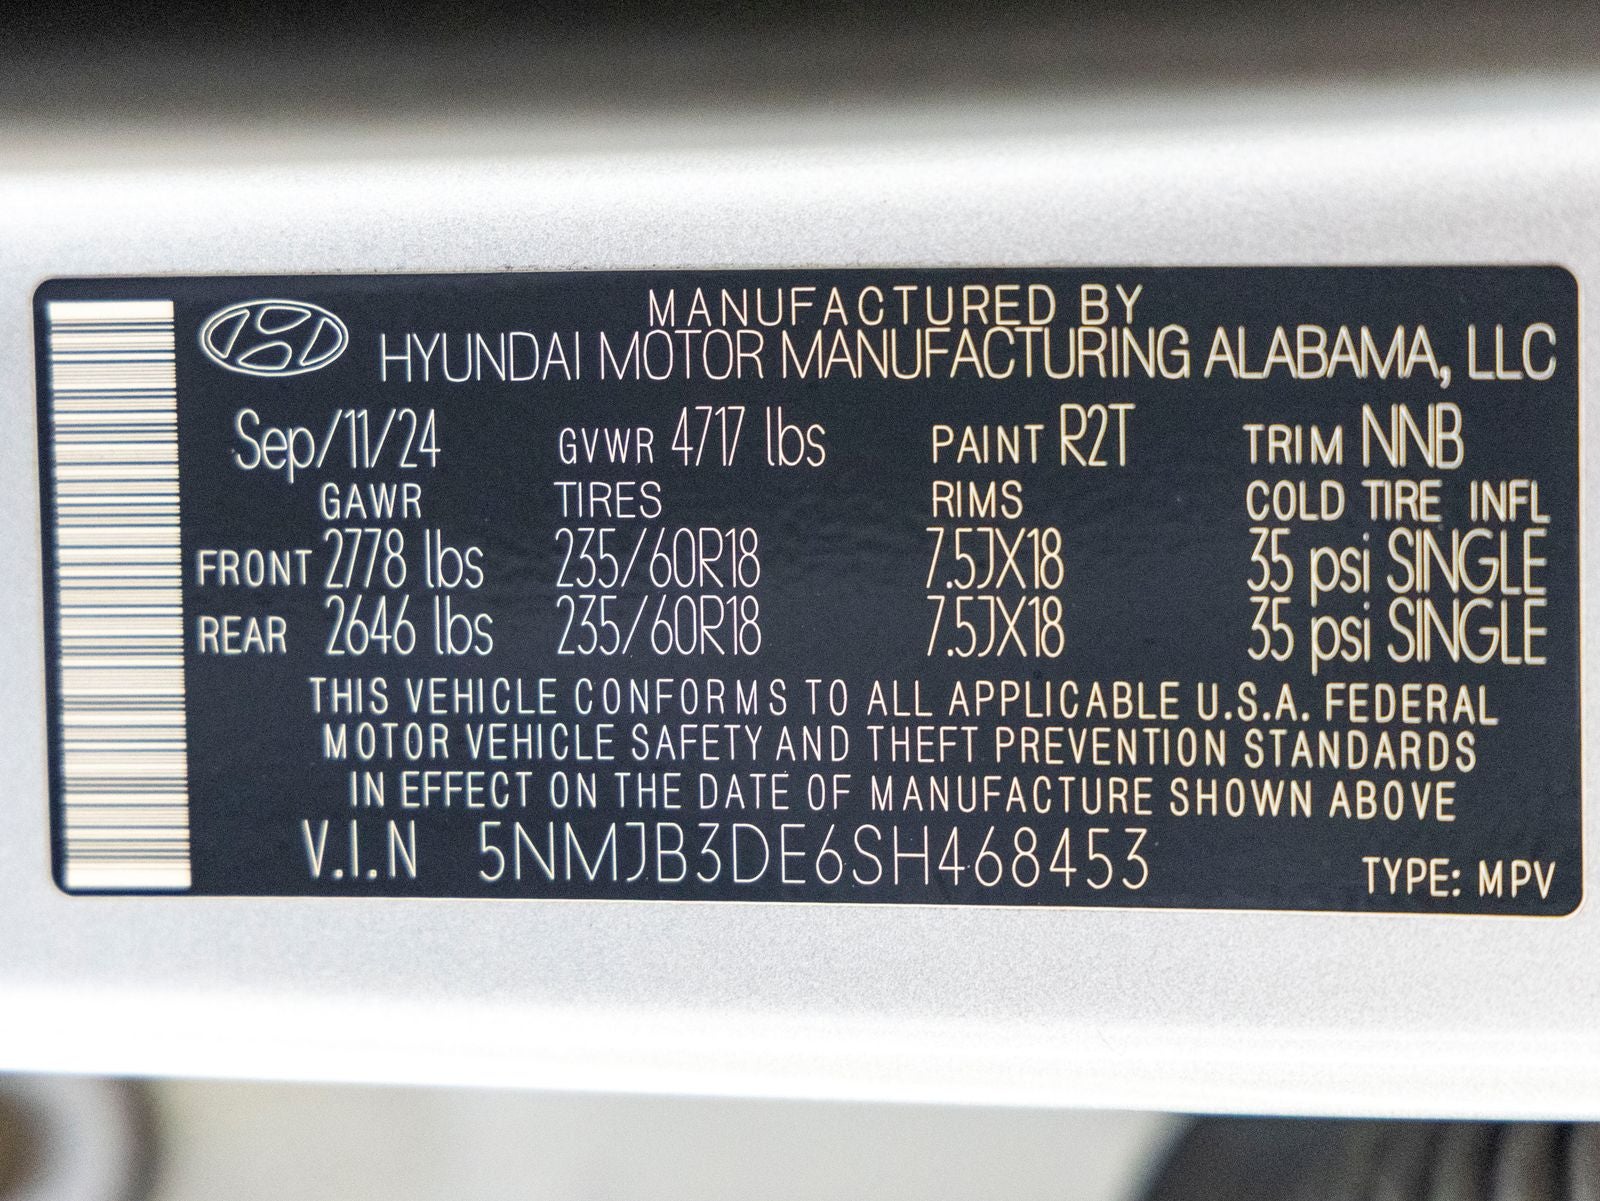 MANUFACTURED BY
HYUNDAI MOTOR MANUFACTURING ALABAMA, LLC
Sep/11/24 GVWR 4717 lbs PAINT R2T TRIM NNB
GAWR TIRES RIMS COLD TIRE INFL
FRONT 2778 lbs 235/60R18 7.5JX18 35 psi SINGLE
REAR 2646 lbs 235/60R18 7.5JX18 35 psi SINGLE
THIS VEHICLE CONFORMS TO ALL APPLICABLE U.S.A. FEDERAL
MOTOR VEHICLE SAFETY AND THEFT PREVENTION STANDARDS
IN EFFECT ON THE DATE OF MANUFACTURE SHOWN ABOVE
V.I.N 5NMJB3DE6SH468453 TYPE: MPV